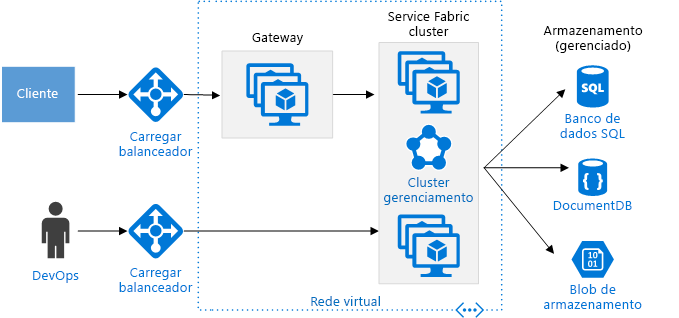 Service Fabric
cluster
Gateway
Armazenamento
(gerenciado)
Cliente
Carregar
balanceador
SQL
Banco de
dados SQL
Cluster
gerenciamento
{ }
DocumentDB
DevOps
Carregar
balanceador
10
01
Blob de
armazenamento
Rede virtual